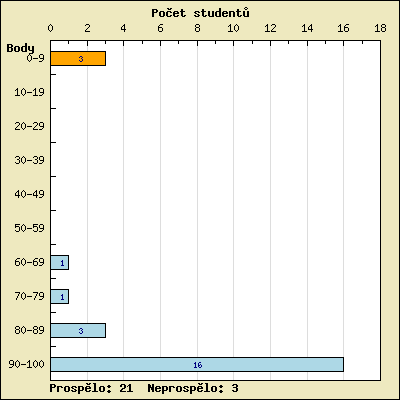 Počet studentů
0 2 4 6 8 10 12 14 16 18
Body
0-9 3
10-19
20-29
30-39
40-49
50-59
60-69 1
70-79 1
80-89 3
90-100 16
Prospělo: 21 Neprospělo: 3